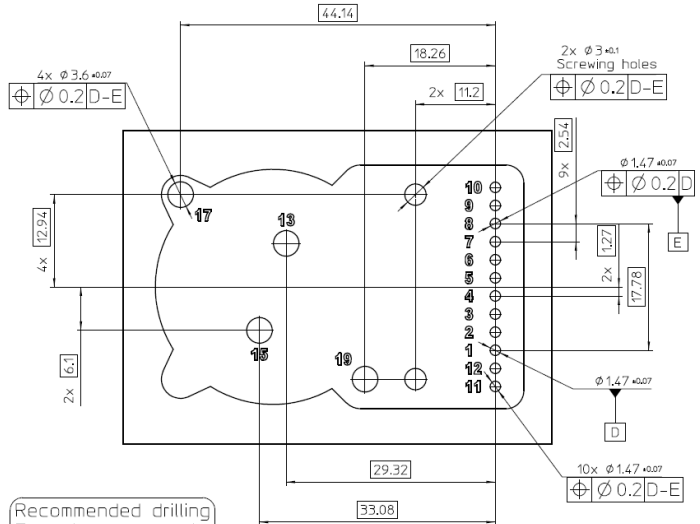 44.14
18.26
2x ⌀3 ±0.1
Screwing holes
⌖ ⌀ 0.2 D-E
4x ⌀3.6 ±0.07
⌖ ⌀ 0.2 D-E
2x 11.2
9x 2.54
⌀1.47 ±0.07
⌖ ⌀ 0.2 D
E
17
13
10
9
8
7
6
5
4
3
2
1
12
11
4x 12.94
2x 1.27
17.78
15
19
2x 6.1
⌀1.47 ±0.07
D
29.32
10x ⌀1.47 ±0.07
⌖ ⌀ 0.2 D-E
33.08
Recommended drilling